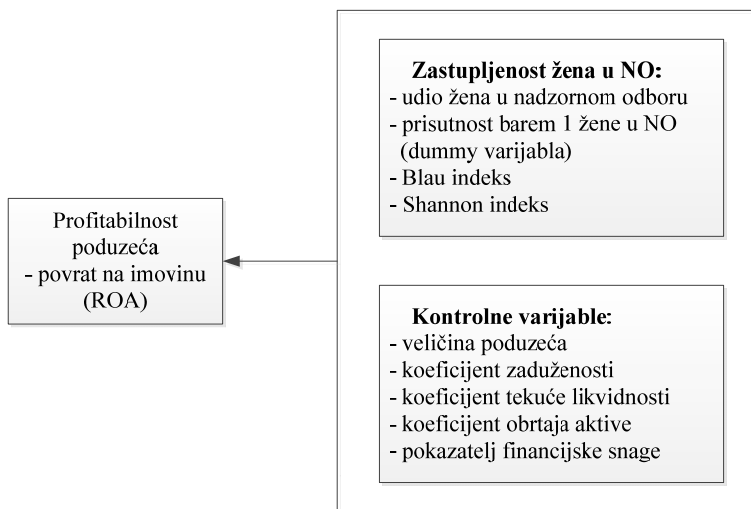 Zastupljenost žena u NO:
- udio žena u nadzornom odboru
- prisutnost barem 1 žene u NO
(dummy varijabla)
- Blau indeks
- Shannon indeks
Profitabilnost
poduzeća
- povrat na imovinu
(ROA)
Kontrolne varijable:
- veličina poduzeća
- koeficijent zaduženosti
- koeficijent tekuće likvidnosti
- koeficijent obrtaja aktive
- pokazatelj financijske snage